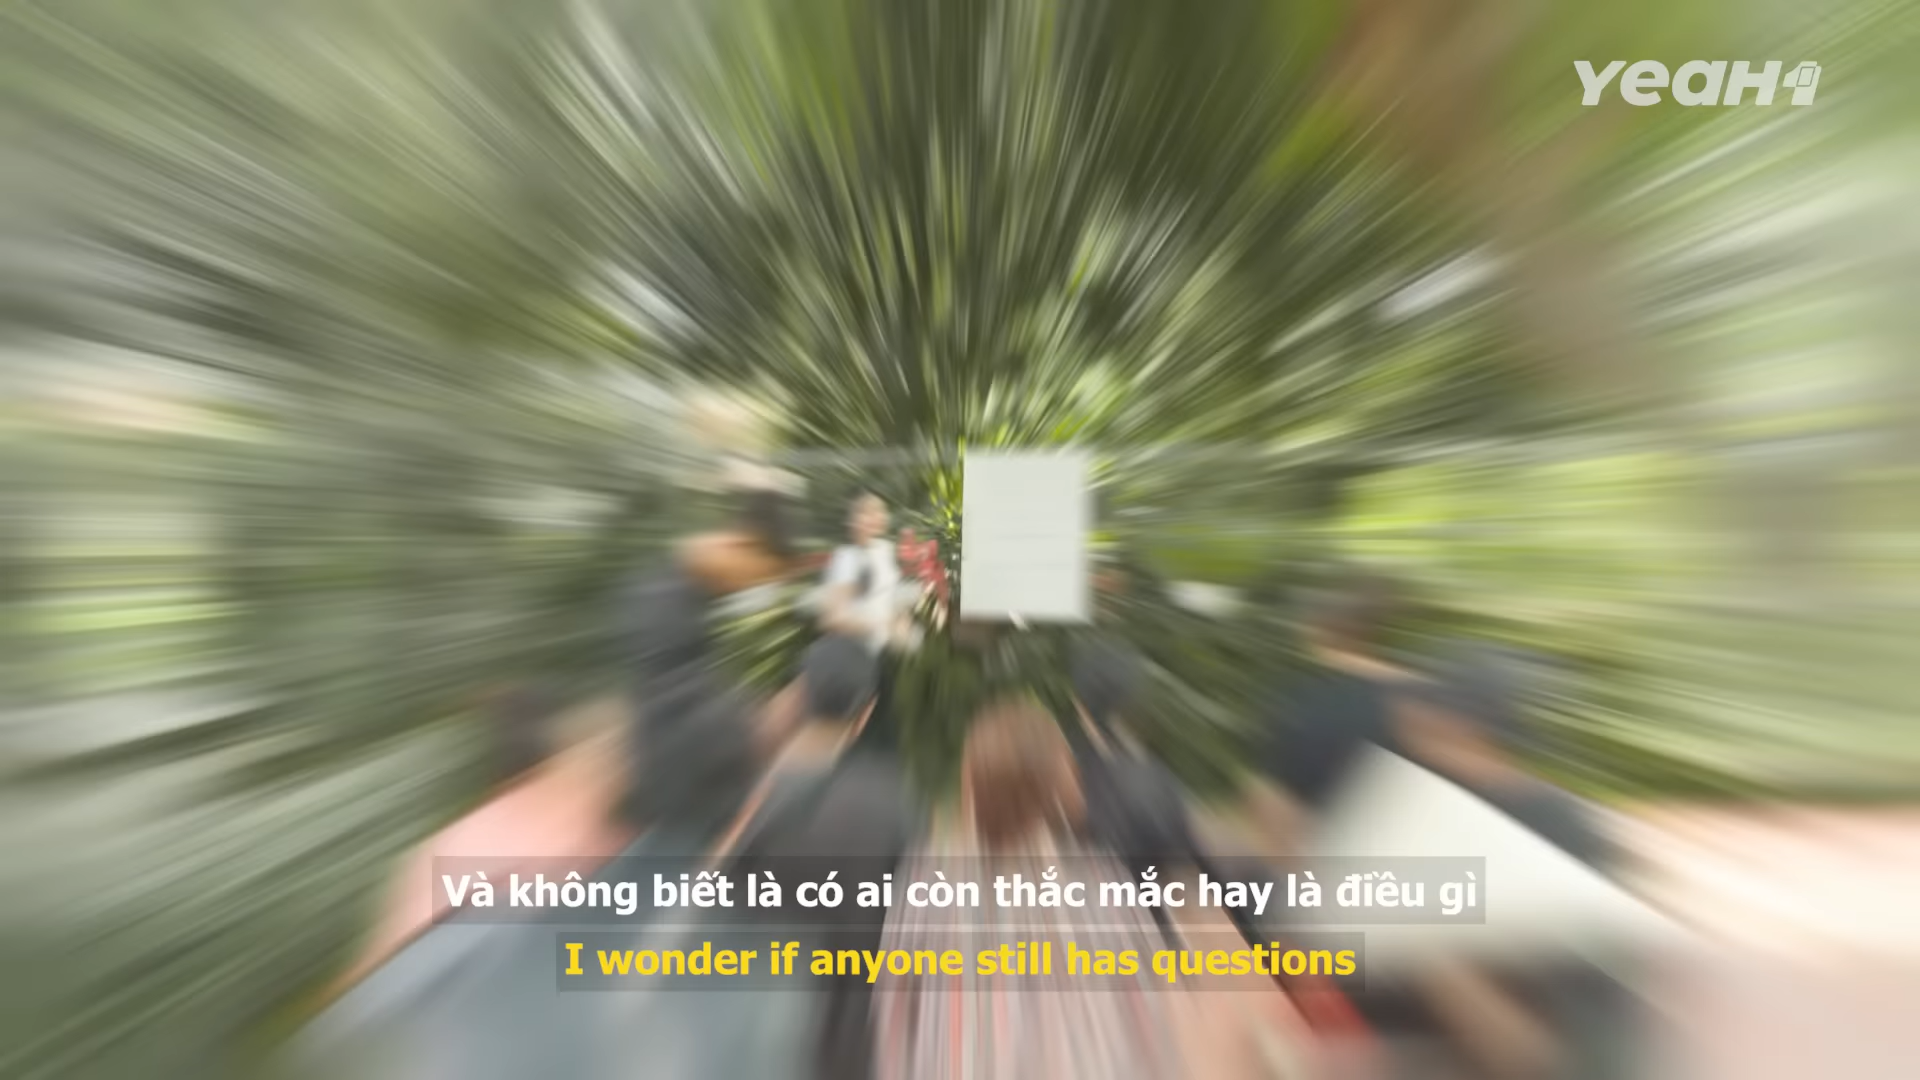 YEAH1
Và không biết là có ai còn thắc mắc hay là điều gì
I wonder if anyone still has questions